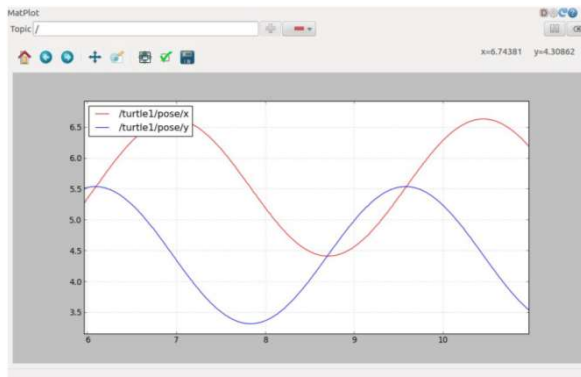 MatPlot
Topic /
x=6.74381 y=4.30862
/turtle1/pose/x
/turtle1/pose/y
6.5
6.0
5.5
5.0
4.5
4.0
3.5
6 7 8 9 10